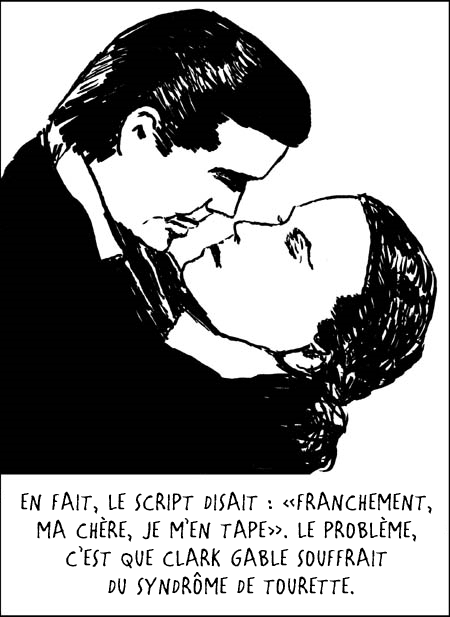 EN FAIT, LE SCRIPT DISAIT : «FRANCHEMENT,
MA CHÈRE, JE M'EN TAPE». LE PROBLÈME,
C'EST QUE CLARK GABLE SOUFFRAIT
DU SYNDRÔME DE TOURETTE.